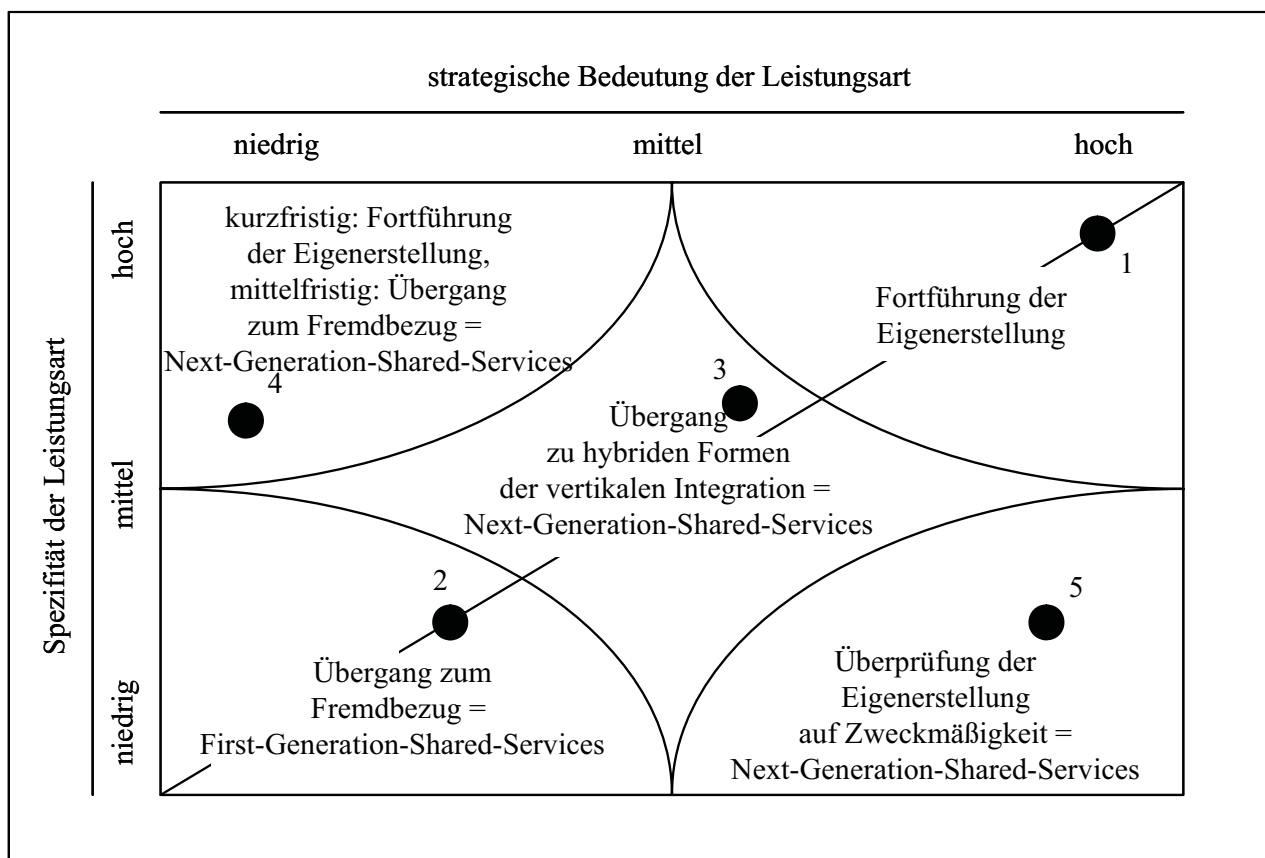 strategische Bedeutung der Leistungsart
niedrig
mittel
hoch
Spezifität der Leistungsart
hoch
mittel
niedrig
kurzfristig: Fortführung
der Eigenerstellung,
mittelfristig: Übergang
zum Fremdbezug =
Next-Generation-Shared-Services
4
1
Fortführung der
Eigenerstellung
3
Übergang
zu hybriden Formen
der vertikalen Integration =
Next-Generation-Shared-Services
2
Übergang zum
Fremdbezug =
First-Generation-Shared-Services
5
Überprüfung der
Eigenerstellung
auf Zweckmäßigkeit =
Next-Generation-Shared-Services